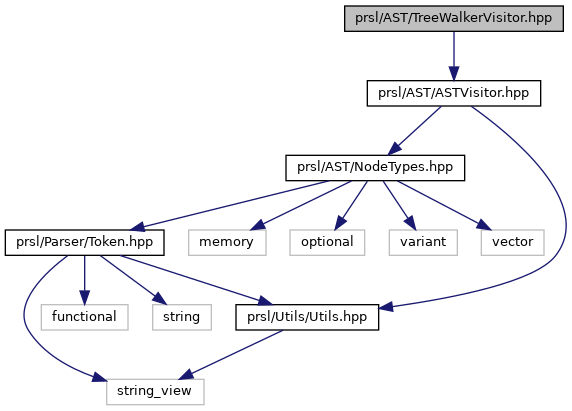 prsl/AST/TreeWalkerVisitor.hpp
prsl/AST/ASTVisitor.hpp
prsl/AST/NodeTypes.hpp
prsl/Parser/Token.hpp
memory
optional
variant
vector
functional
string
prsl/Utils/Utils.hpp
string_view